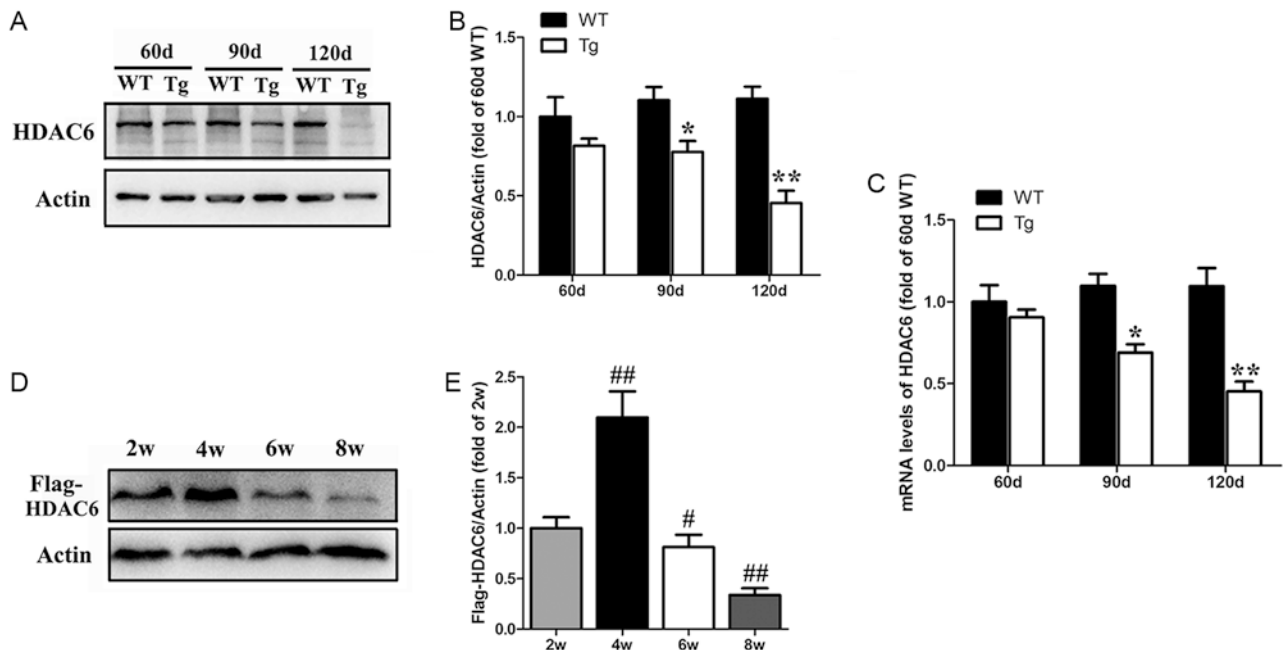 A
60d 90d 120d
WT Tg WT Tg WT Tg
HDAC6
Actin
B
WT
Tg
HDAC6/Actin (fold of 60d WT)
1.5
1.0
0.5
0.0
*
**
60d 90d 120d
C
WT
Tg
mRNA levels of HDAC6 (fold of 60d WT)
1.5
1.0
0.5
0.0
*
**
60d 90d 120d
D
2w 4w 6w 8w
Flag-
HDAC6
Actin
E
Flag-HDAC6/Actin (fold of 2w)
2.5
2.0
1.5
1.0
0.5
0.0
##
#
##
2w 4w 6w 8w